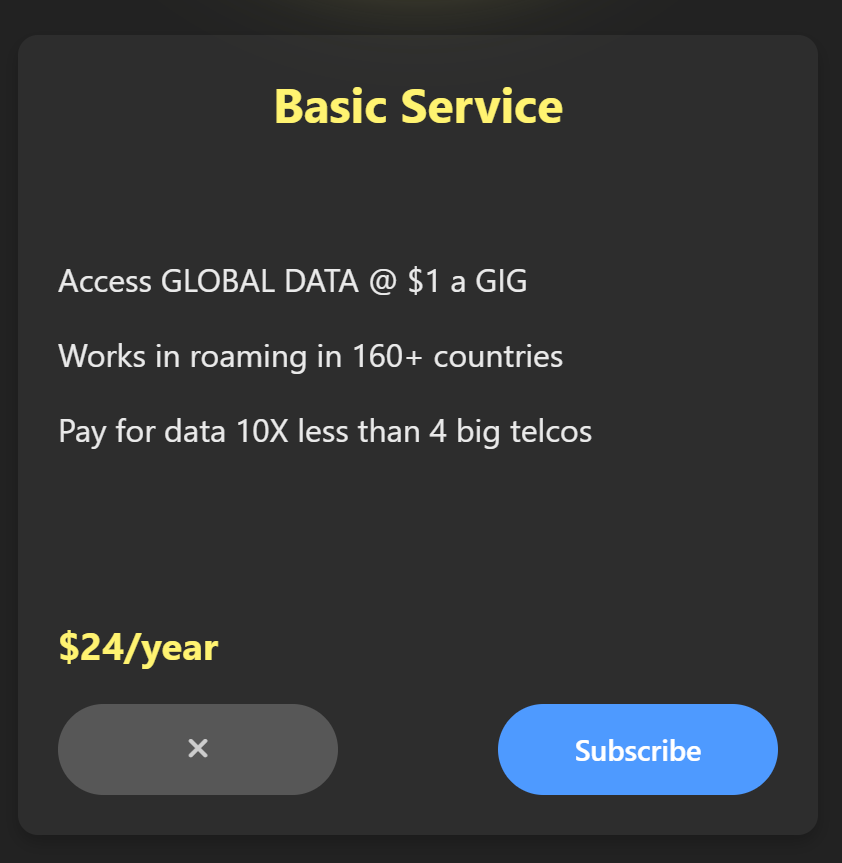 Basic Service
Access GLOBAL DATA @ $1 a GIG
Works in roaming in 160+ countries
Pay for data 10X less than 4 big telcos
$24/year
✕ Subscribe